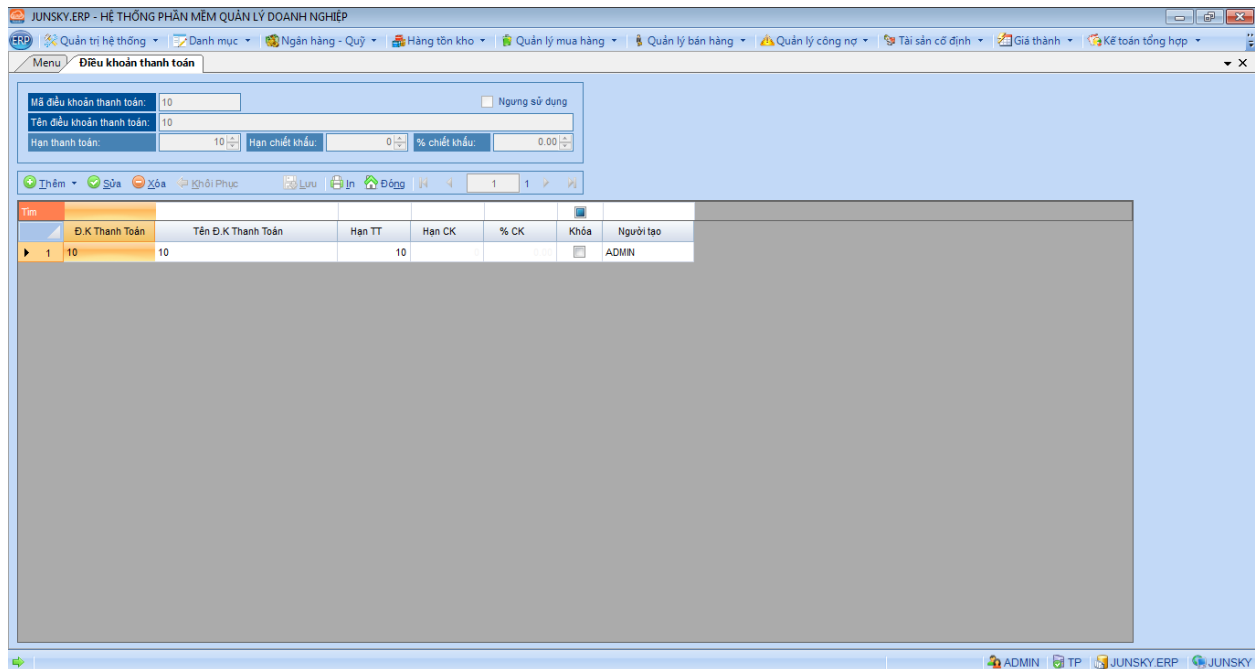 JUNSKY.ERP - HỆ THỐNG PHẦN MỀM QUẢN LÝ DOANH NGHIỆP
ERP Quản trị hệ thống Danh mục Ngân hàng - Quỹ Hàng tồn kho Quản lý mua hàng Quản lý bán hàng Quản lý công nợ Tài sản cố định Giá thành Kế toán tổng hợp
Menu Điều khoản thanh toán
Mã điều khoản thanh toán: 10 Ngưng sử dụng
Tên điều khoản thanh toán: 10
Hạn thanh toán: 10 Hạn chiết khấu: 0 % chiết khấu: 0.00
Thêm Sửa Xóa Khôi Phục Lưu In Đóng 1 1
Tìm
Đ.K Thanh Toán Tên Đ.K Thanh Toán Hạn TT Hạn CK % CK Khóa Người tạo
1 10 10 10 0 0.00 ADMIN
ADMIN TP JUNSKY.ERP JUNSKY